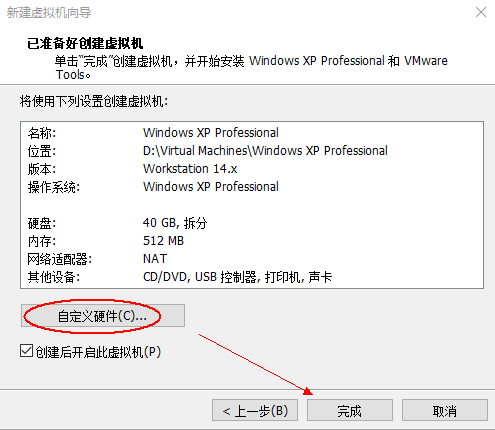 新建虚拟机向导
已准备好创建虚拟机
单击“完成”创建虚拟机，并开始安装 Windows XP Professional 和 VMware
Tools。
将使用下列设置创建虚拟机:
名称: Windows XP Professional
位置: D:\Virtual Machines\Windows XP Professional
版本: Workstation 14.x
操作系统: Windows XP Professional
硬盘: 40 GB, 拆分
内存: 512 MB
网络适配器: NAT
其他设备: CD/DVD, USB 控制器, 打印机, 声卡
自定义硬件(C)...
创建后开启此虚拟机(P)
< 上一步(B) 完成 取消